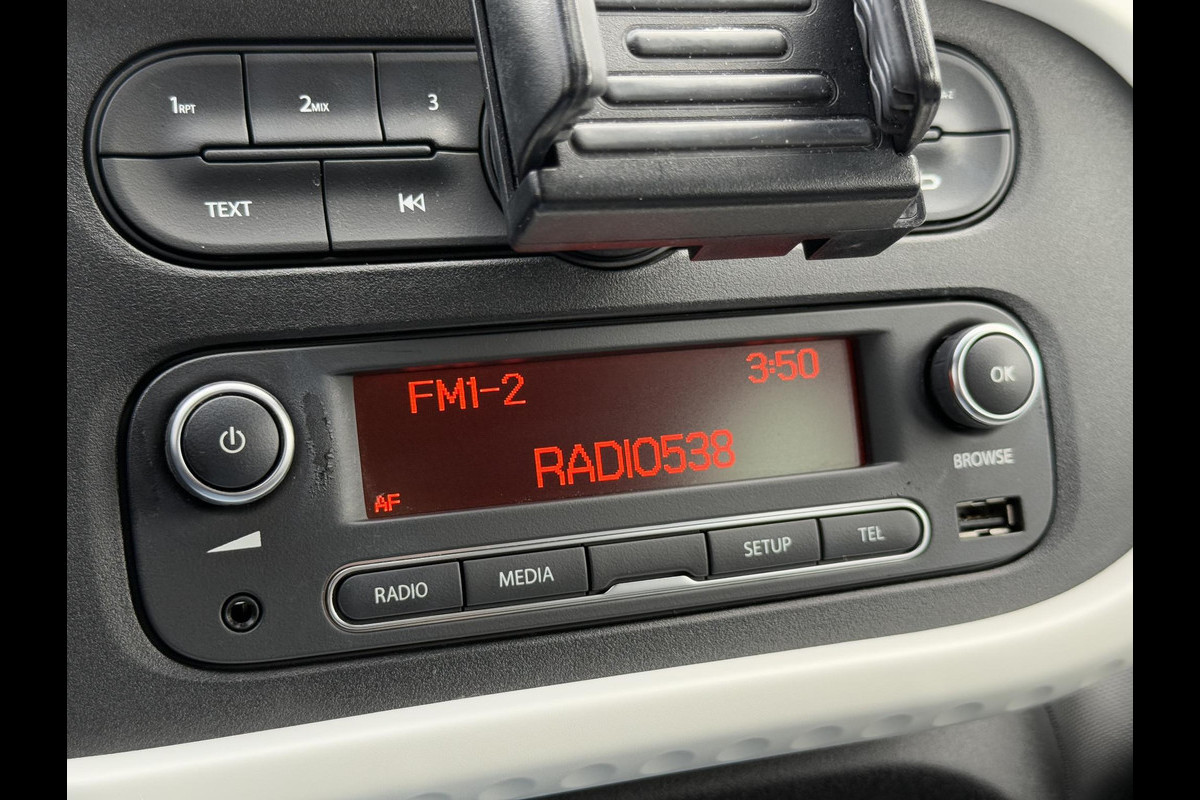 1RPT 2MIX 3
TEXT
FM1-2 3:50
RADIO538
AF
OK
BROWSE
RADIO MEDIA SETUP TEL